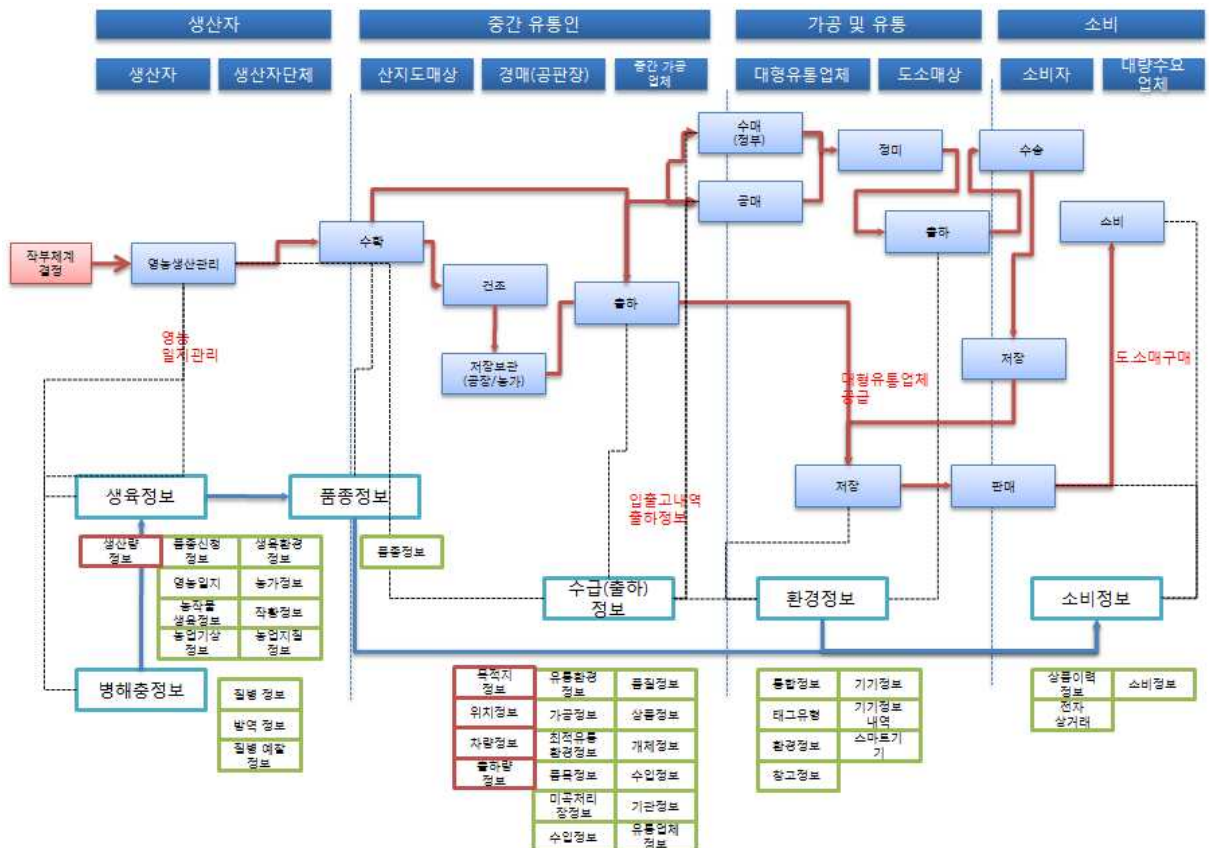 생산자
중간 유통인
가공 및 유통
소비
생산자
생산자단체
산지도매상
경매(공판장)
중간 가공
업체
대형유통업체
도소매상
소비자
대량수요
업체
수매
(정부)
정미
수송
공매
소비
출하
수확
작부체계
결정
영농생산관리
건조
출하
영농
일지관리
저장보관
(공장/농가)
저장
도.소매구매
대형유통업체
공급
생육정보
품종정보
저장
판매
입출고내역
출하정보
생산량
정보
품종신청
정보
생육환경
정보
품종정보
영농일지
농가정보
농작물
생육정보
작황정보
농업기상
정보
농업지질
정보
수급(출하)
정보
환경정보
소비정보
병해충정보
질병 정보
방역 정보
질병 예찰
정보
목적지
정보
유통환경
정보
품질정보
위치정보
가공정보
상품정보
차량정보
최적유통
환경정보
개체정보
출하량
정보
품목정보
수입정보
미곡처리
장정보
기관정보
수입정보
유통업체
정보
통합정보
기기정보
태그유형
기기정보
내역
환경정보
스마트기
기
창고정보
상품이력
정보
소비정보
전자
상거래